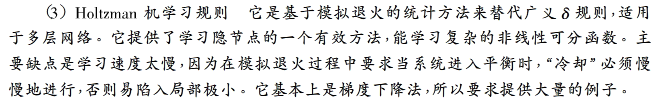 (3) Holtzman 机学习规则　它是基于模拟退火的统计方法来替代广义 δ 规则,适用
于多层网络。它提供了学习隐节点的一个有效方法,能学习复杂的非线性可分函数。主
要缺点是学习速度太慢,因为在模拟退火过程中要求当系统进入平衡时,“冷却”必须慢
慢地进行,否则易陷入局部极小。它基本上是梯度下降法,所以要求提供大量的例子。